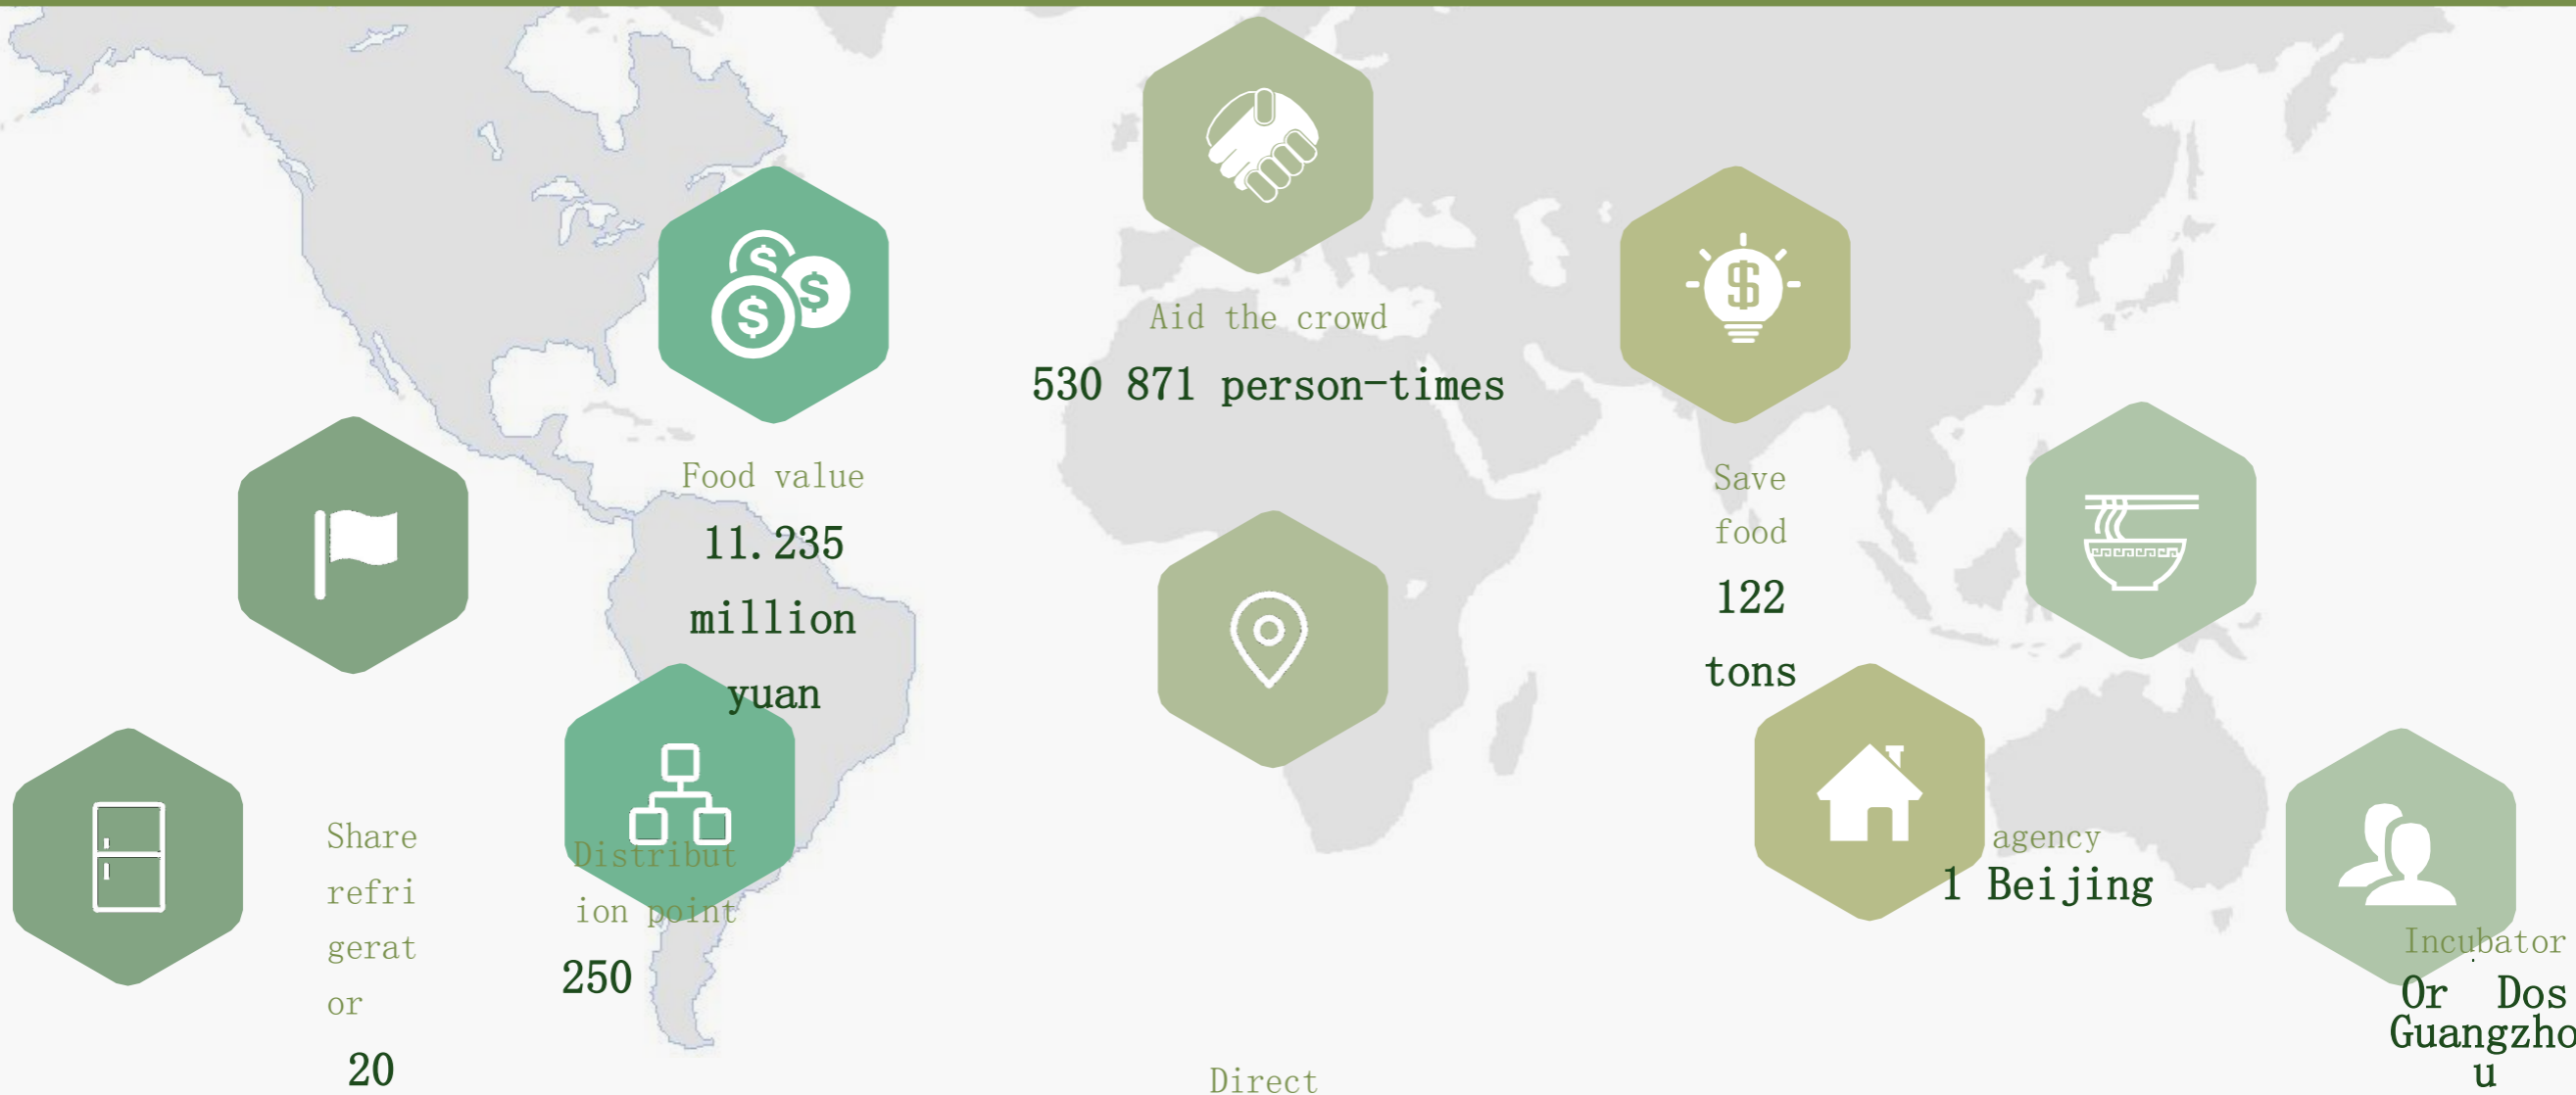 Aid the crowd
530 871 person-times
Food value
11.235
million
yuan
Save
food
122
tons
Share
refri
gerat
or
20
Distribut
ion point
250
agency
1 Beijing
Incubator
Or Dos
Guangzho
u
Direct